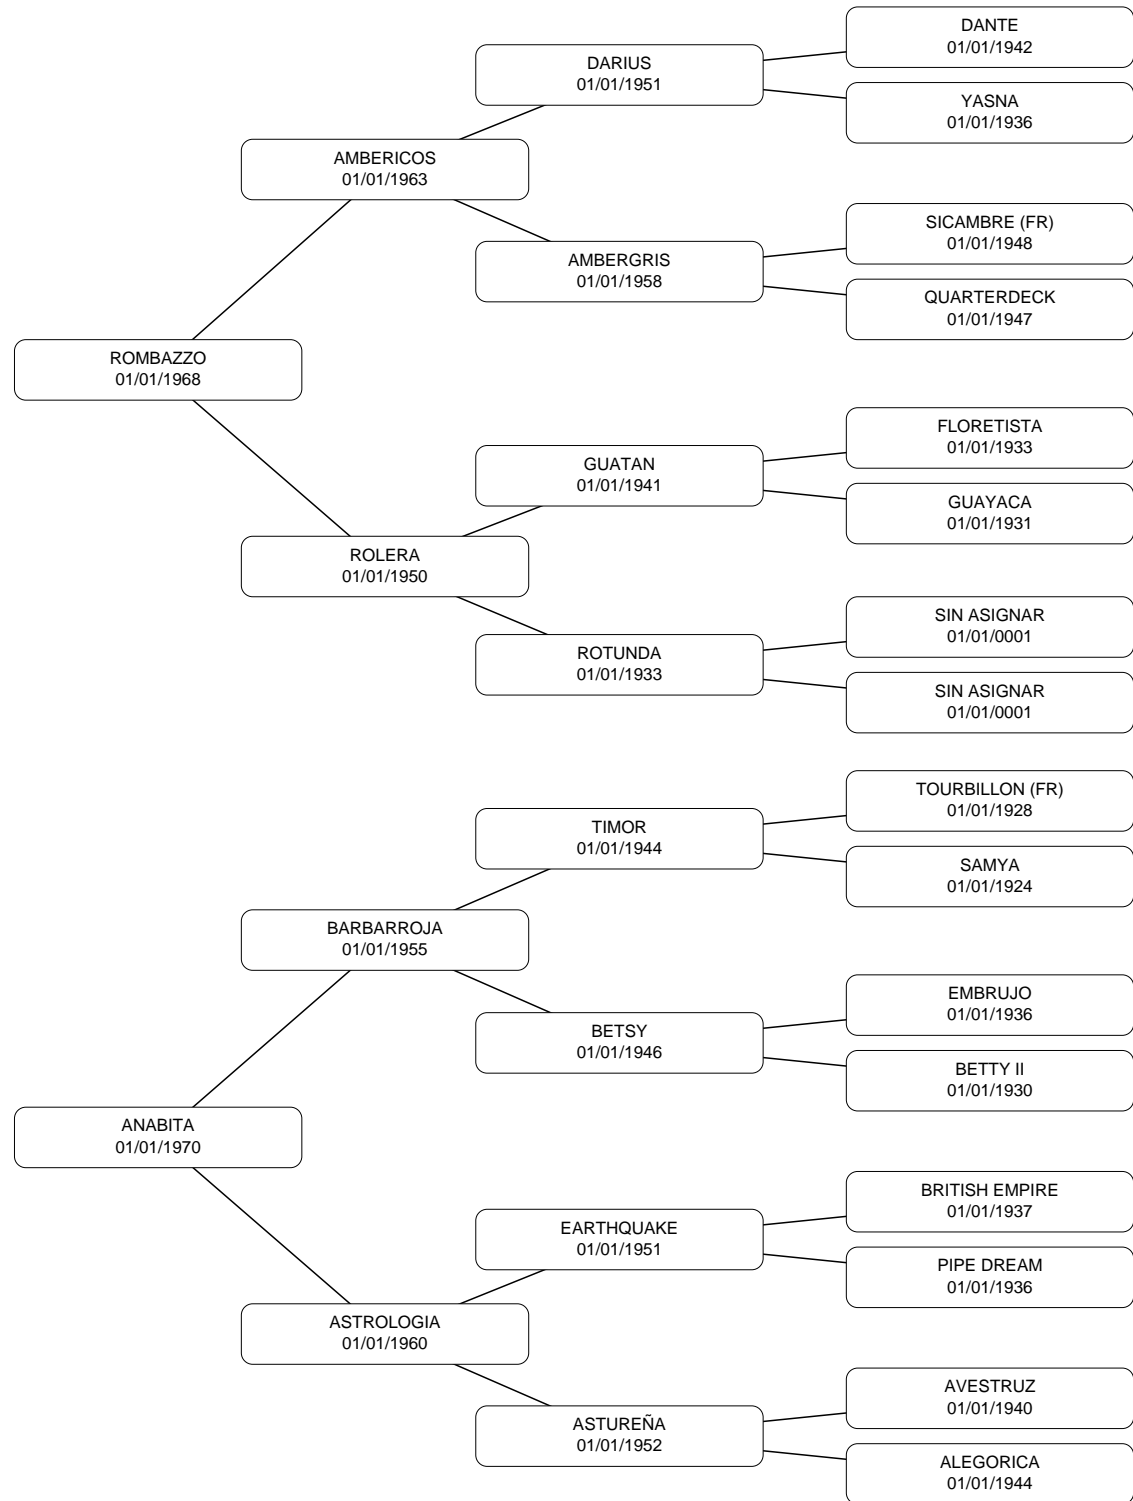 DANTE
01/01/1942
DARIUS
01/01/1951
YASNA
01/01/1936
AMBERICOS
01/01/1963
SICAMBRE (FR)
01/01/1948
AMBERGRIS
01/01/1958
QUARTERDECK
01/01/1947
ROMBAZZO
01/01/1968
FLORETISTA
01/01/1933
GUATAN
01/01/1941
GUAYACA
01/01/1931
ROLERA
01/01/1950
SIN ASIGNAR
01/01/0001
ROTUNDA
01/01/1933
SIN ASIGNAR
01/01/0001
TOURBILLON (FR)
01/01/1928
TIMOR
01/01/1944
SAMYA
01/01/1924
BARBARROJA
01/01/1955
EMBRUJO
01/01/1936
BETSY
01/01/1946
BETTY II
01/01/1930
ANABITA
01/01/1970
BRITISH EMPIRE
01/01/1937
EARTHQUAKE
01/01/1951
PIPE DREAM
01/01/1936
ASTROLOGIA
01/01/1960
AVESTRUZ
01/01/1940
ASTUREÑA
01/01/1952
ALEGORICA
01/01/1944